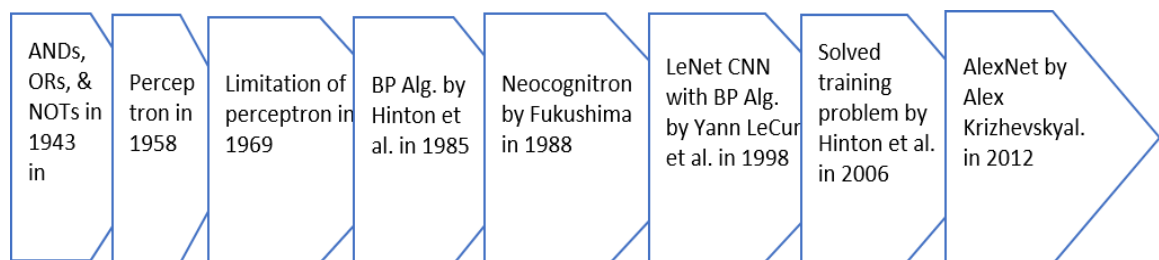 ANDs,
ORs, &
NOTs in
1943
in
Percep
tron in
1958
Limitation of
perceptron in
1969
BP Alg. by
Hinton et
al. in 1985
Neocognitron
by Fukushima
in 1988
LeNet CNN
with BP Alg.
by Yann LeCun
et al. in 1998
Solved
training
problem by
Hinton et al.
in 2006
AlexNet by
Alex
Krizhevskyal.
in 2012